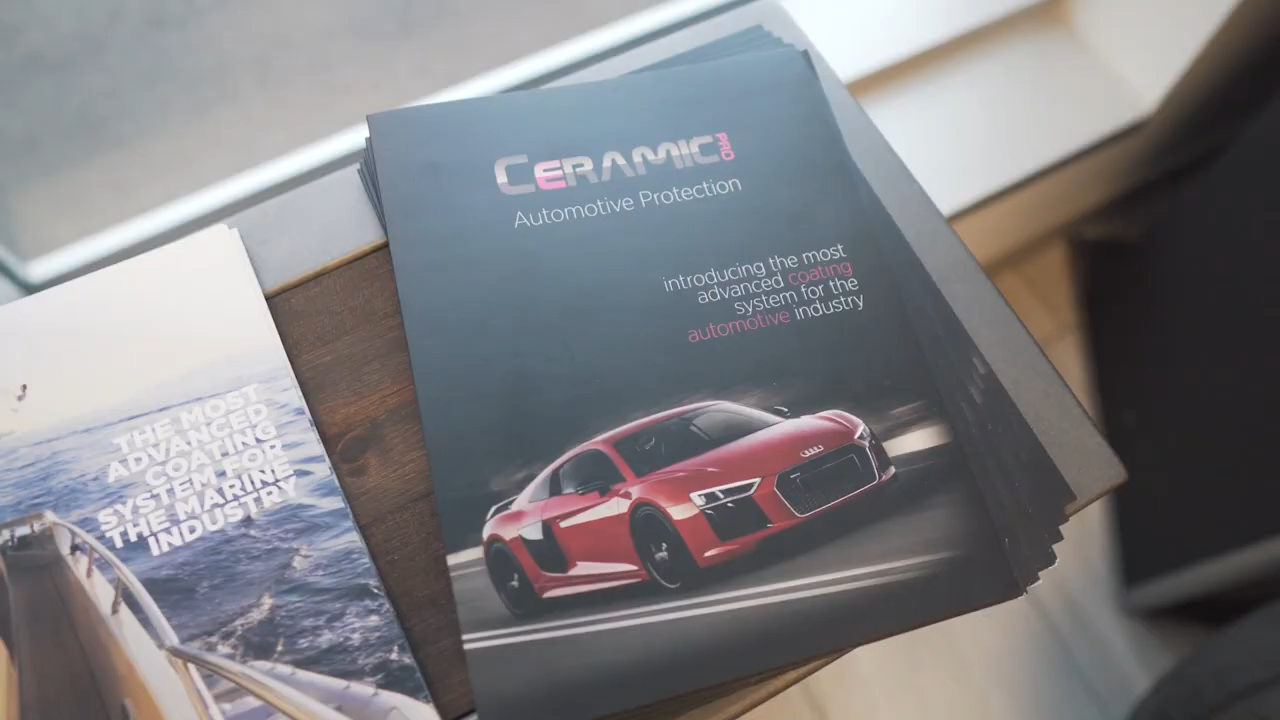 CERAMIC PRO
Automotive Protection
introducing the most
advanced coating
system for the
automotive industry
THE MOST
ADVANCED
COATING
SYSTEM FOR
THE MARINE
INDUSTRY